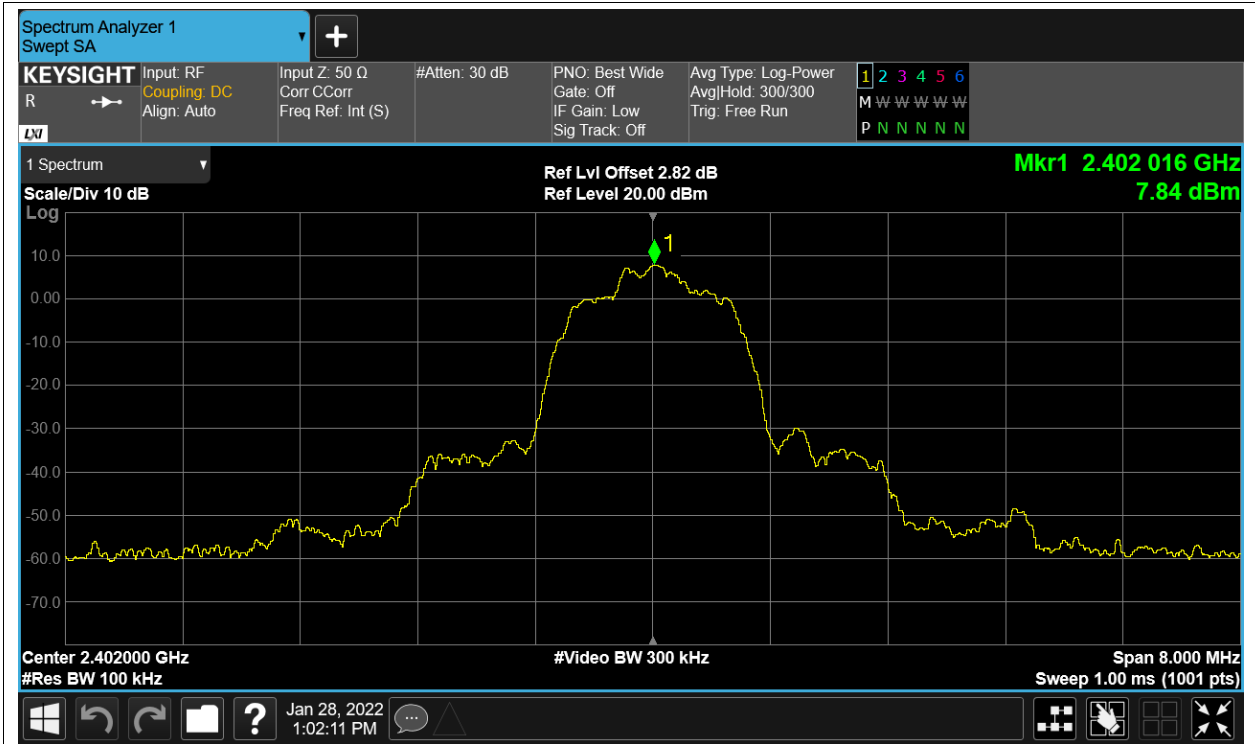 Spectrum Analyzer 1
Swept SA
KEYSIGHT Input: RF Input Z: 50 Ω #Atten: 30 dB PNO: Best Wide Avg Type: Log-Power 1 2 3 4 5 6
R Coupling: DC Corr CCorr Gate: Off Avg|Hold: 300/300
Align: Auto Freq Ref: Int (S) IF Gain: Low Trig: Free Run M W W W W W
LXI Sig Track: Off P N N N N N
1 Spectrum
Ref Lvl Offset 2.82 dB Mkr1 2.402 016 GHz
Scale/Div 10 dB Ref Level 20.00 dBm 7.84 dBm
Log
1
10.0
0.00
-10.0
-20.0
-30.0
-40.0
-50.0
-60.0
-70.0
Center 2.402000 GHz #Video BW 300 kHz Span 8.000 MHz
#Res BW 100 kHz Sweep 1.00 ms (1001 pts)
? Jan 28, 2022
1:02:11 PM